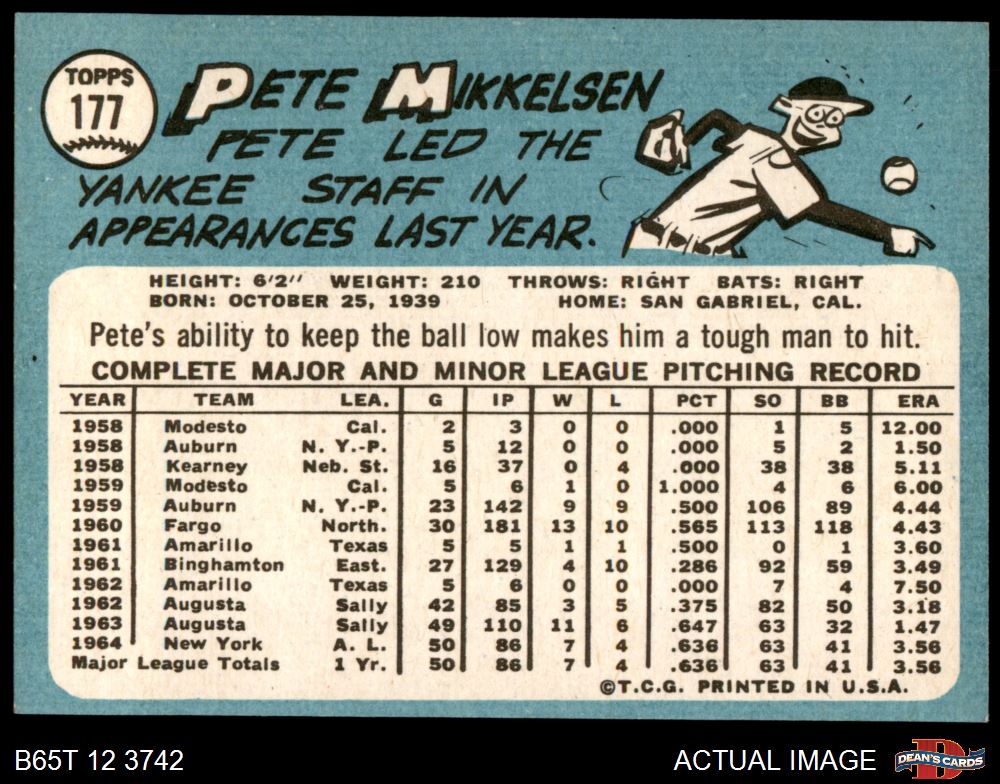 TOPPS
177
PETE MIKKELSEN
PETE LED THE
YANKEE STAFF IN
APPEARANCES LAST YEAR.
HEIGHT: 6'2" WEIGHT: 210 THROWS: RIGHT BATS: RIGHT
BORN: OCTOBER 25, 1939 HOME: SAN GABRIEL, CAL.
Pete's ability to keep the ball low makes him a tough man to hit.
COMPLETE MAJOR AND MINOR LEAGUE PITCHING RECORD
YEAR TEAM LEA. G IP W L PCT SO BB ERA
1958 Modesto Cal. 2 3 0 0 .000 1 5 12.00
1958 Auburn N. Y.-P. 5 12 0 0 .000 5 2 1.50
1958 Kearney Neb. St. 16 37 0 4 .000 38 38 5.11
1959 Modesto Cal. 5 6 1 0 1.000 4 6 6.00
1959 Auburn N. Y.-P. 23 142 9 9 .500 106 89 4.44
1960 Fargo North. 30 181 13 10 .565 113 118 4.43
1961 Amarillo Texas 5 5 1 1 .500 0 1 3.60
1961 Binghamton East. 27 129 4 10 .286 92 59 3.49
1962 Amarillo Texas 5 6 0 0 .000 7 4 7.50
1962 Augusta Sally 42 85 3 5 .375 82 50 3.18
1963 Augusta Sally 49 110 11 6 .647 63 32 1.47
1964 New York A. L. 50 86 7 4 .636 63 41 3.56
Major League Totals 1 Yr. 50 86 7 4 .636 63 41 3.56
©T.C.G. PRINTED IN U.S.A.
B65T 12 3742 ACTUAL IMAGE
D
DEAN'S CARDS